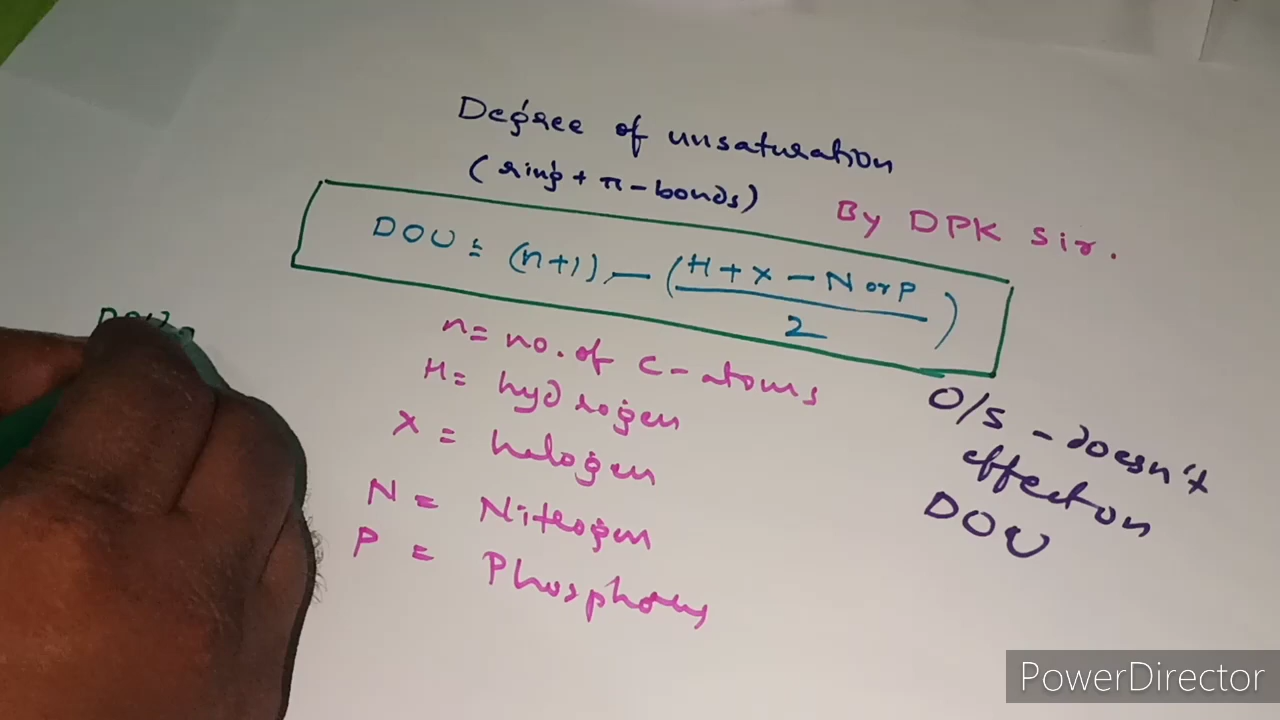 Degree of unsaturation
(ring + π - bonds)
By DPK Sir.
DOU = (n+1) - (H + X - N or P / 2)
n = no. of C-atoms
H = hydrogen
X = halogen
N = Nitrogen
P = Phosphorus
O/S - doesn't
effect on
DOU
PowerDirector